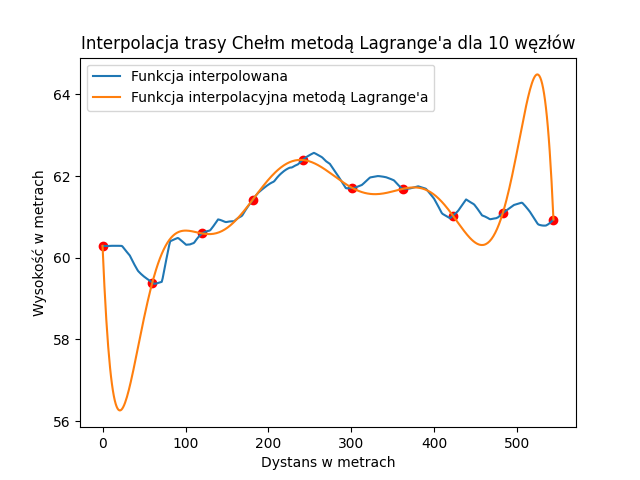 Interpolacja trasy Chełm metodą Lagrange'a dla 10 węzłów
Funkcja interpolowana
Funkcja interpolacyjna metodą Lagrange'a
Wysokość w metrach
64
62
60
58
56
0 100 200 300 400 500
Dystans w metrach